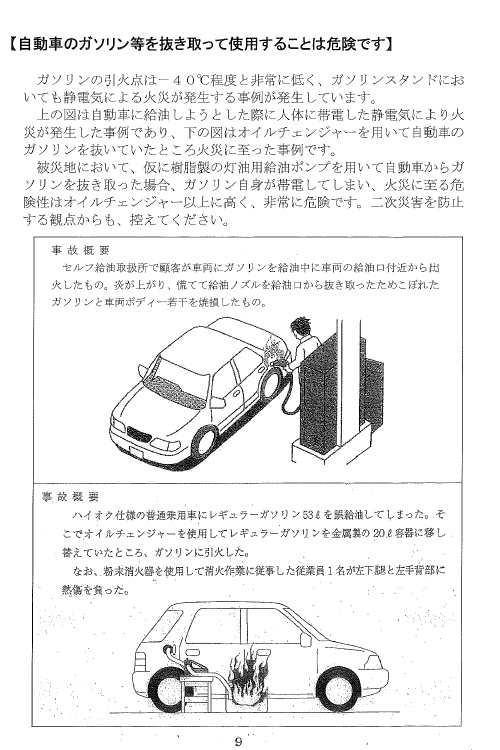 【自動車のガソリン等を抜き取って使用することは危険です】
ガソリンの引火点は－４０℃程度と非常に低く、ガソリンスタンドにお
いても静電気による火災が発生する事例が発生しています。
上の図は自動車に給油しようとした際に人体に帯電した静電気により火
災が発生した事例であり、下の図はオイルチェンジャーを用いて自動車の
ガソリンを抜いていたところ火災に至った事例です。
被災地において、仮に樹脂製の灯油用給油ポンプを用いて自動車からガ
ソリンを抜き取った場合、ガソリン自身が帯電してしまい、火災に至る危
険性はオイルチェンジャー以上に高く、非常に危険です。二次災害を防止
する観点からも、控えてください。
事故概要
セルフ給油取扱所で顧客が車両にガソリンを給油中に車両の給油口付近から出
火したもの。炎が上がり、慌てて給油ノズルを給油口から抜き取ったためこぼれた
ガソリンと車両ボディー若干を焼損したもの。
事故概要
ハイオク仕様の普通乗用車にレギュラーガソリン53ℓを誤給油してしまった。そ
こでオイルチェンジャーを使用してレギュラーガソリンを金属製の20ℓ容器に移し
替えていたところ、ガソリンに引火した。
なお、粉末消火器を使用して消火作業に従事した従業員1名が左下腿と左手背部に
熱傷を負った。
9